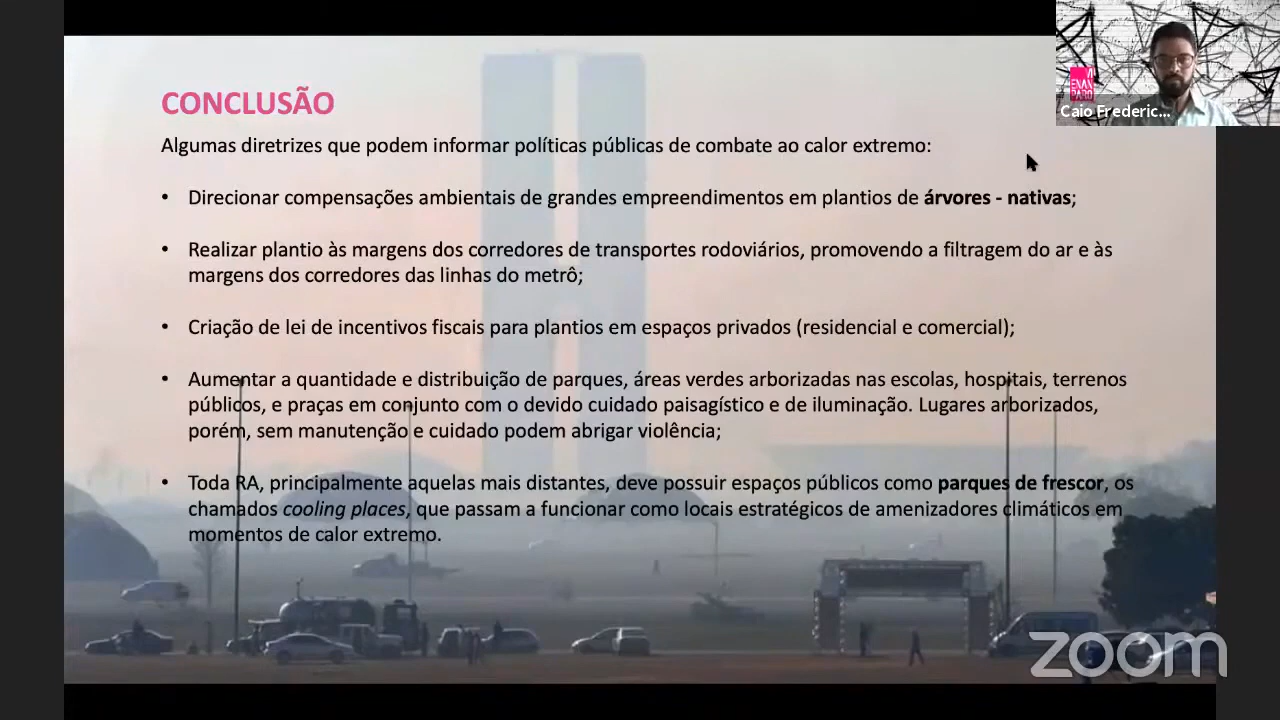 CONCLUSÃO
Algumas diretrizes que podem informar políticas públicas de combate ao calor extremo:
• Direcionar compensações ambientais de grandes empreendimentos em plantios de árvores - nativas;
• Realizar plantio às margens dos corredores de transportes rodoviários, promovendo a filtragem do ar e às
margens dos corredores das linhas do metrô;
• Criação de lei de incentivos fiscais para plantios em espaços privados (residencial e comercial);
• Aumentar a quantidade e distribuição de parques, áreas verdes arborizadas nas escolas, hospitais, terrenos
públicos, e praças em conjunto com o devido cuidado paisagístico e de iluminação. Lugares arborizados,
porém, sem manutenção e cuidado podem abrigar violência;
• Toda RA, principalmente aquelas mais distantes, deve possuir espaços públicos como parques de frescor, os
chamados cooling places, que passam a funcionar como locais estratégicos de amenizadores climáticos em
momentos de calor extremo.
VI
ENAN
PARQ
Caio Frederic...
zoom